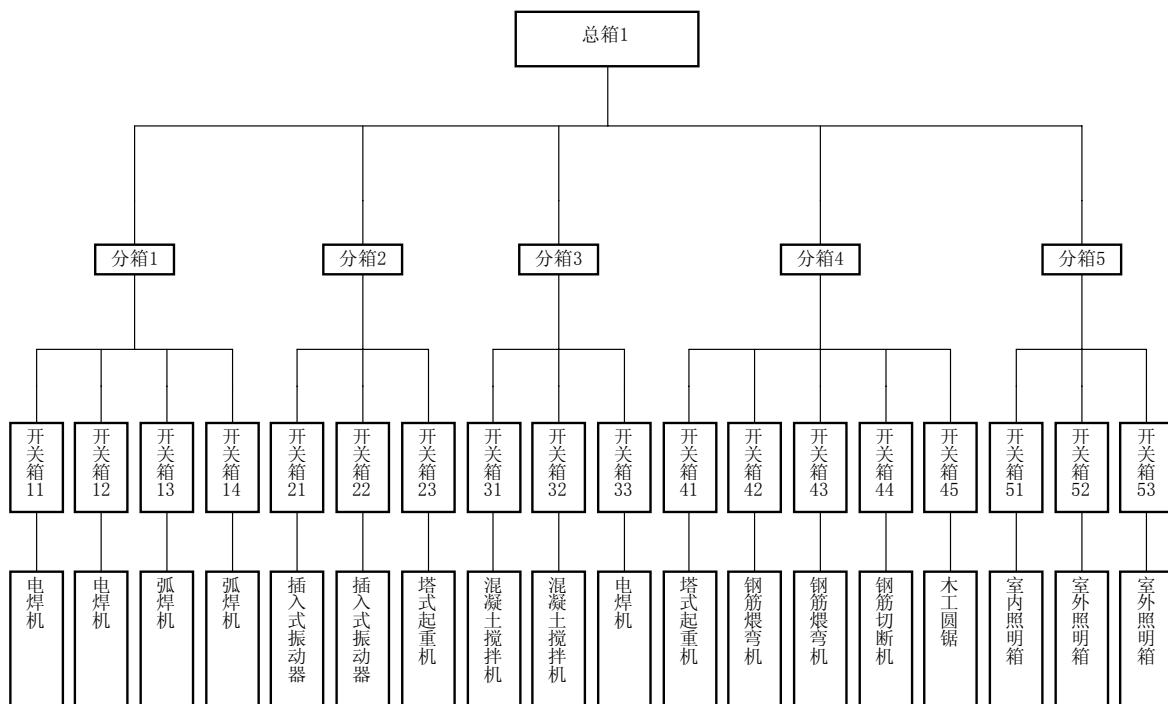 总箱1
分箱1
分箱2
分箱3
分箱4
分箱5
开关箱11
开关箱12
开关箱13
开关箱14
开关箱21
开关箱22
开关箱23
开关箱31
开关箱32
开关箱33
开关箱41
开关箱42
开关箱43
开关箱44
开关箱45
开关箱51
开关箱52
开关箱53
电焊机
电焊机
弧焊机
弧焊机
插入式振动器
插入式振动器
塔式起重机
混凝土搅拌机
混凝土搅拌机
电焊机
塔式起重机
钢筋煨弯机
钢筋煨弯机
钢筋切断机
木工圆锯
室内照明箱
室外照明箱
室外照明箱